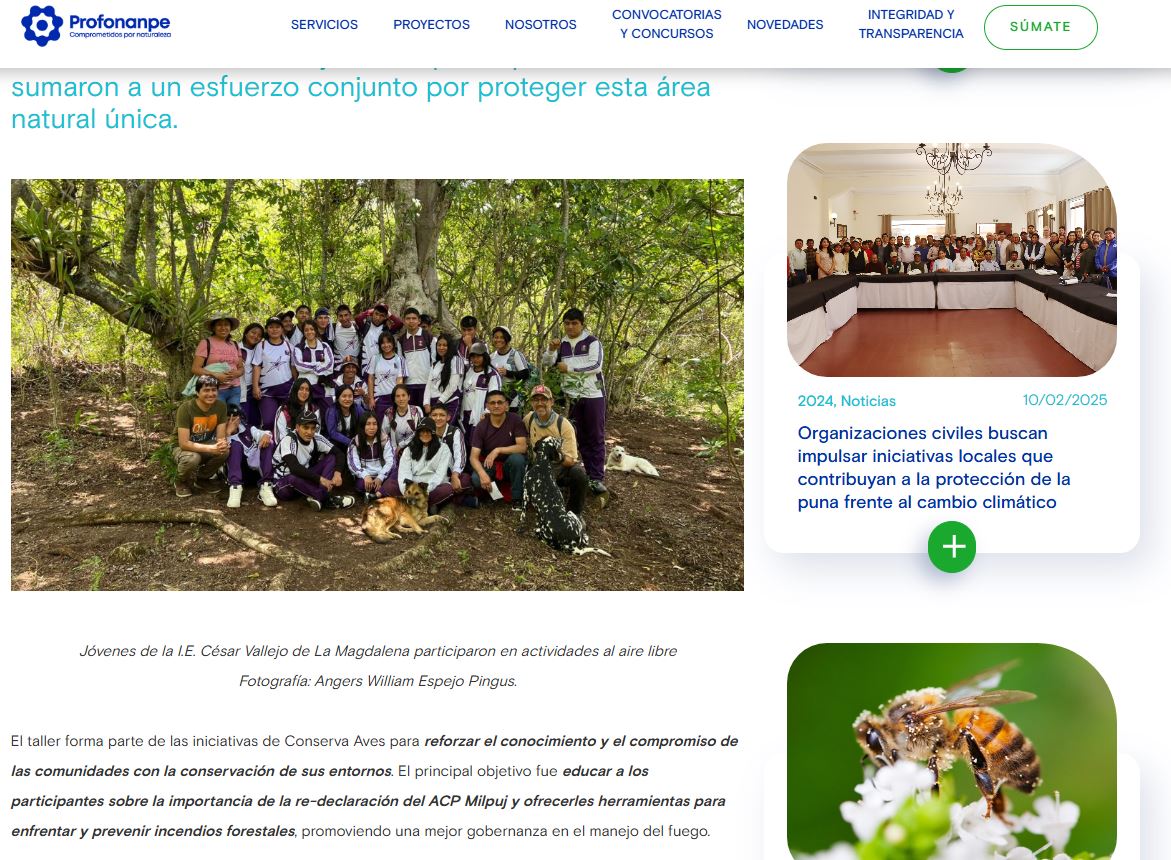 Profonanpe
Comprometidos por naturaleza
SERVICIOS
PROYECTOS
NOSOTROS
CONVOCATORIAS
Y CONCURSOS
NOVEDADES
INTEGRIDAD Y
TRANSPARENCIA
SÚMATE
sumaron a un esfuerzo conjunto por proteger esta área
natural única.
Jóvenes de la I.E. César Vallejo de La Magdalena participaron en actividades al aire libre
Fotografía: Angers William Espejo Pingus.
El taller forma parte de las iniciativas de Conserva Aves para reforzar el conocimiento y el compromiso de
las comunidades con la conservación de sus entornos. El principal objetivo fue educar a los
participantes sobre la importancia de la re-declaración del ACP Milpuj y ofrecerles herramientas para
enfrentar y prevenir incendios forestales, promoviendo una mejor gobernanza en el manejo del fuego.
2024, Noticias
10/02/2025
Organizaciones civiles buscan
impulsar iniciativas locales que
contribuyan a la protección de la
puna frente al cambio climático